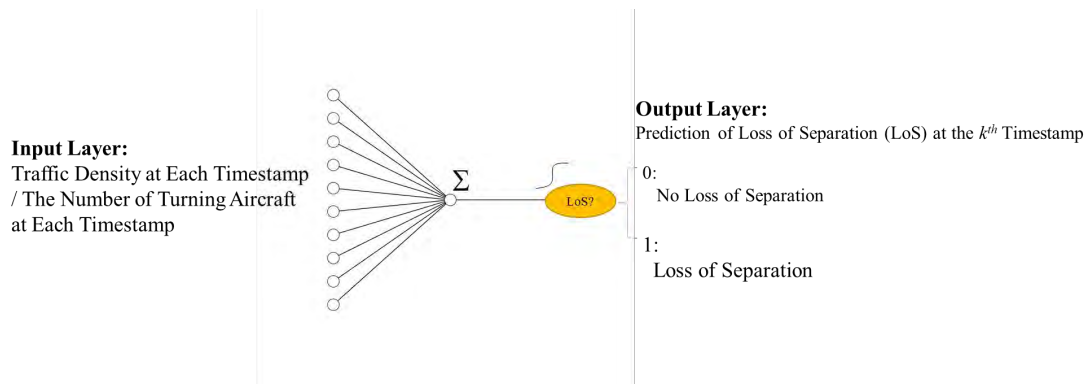 Input Layer:
Traffic Density at Each Timestamp
/ The Number of Turning Aircraft
at Each Timestamp
Σ
LoS?
Output Layer:
Prediction of Loss of Separation (LoS) at the kth Timestamp
0:
No Loss of Separation
1:
Loss of Separation